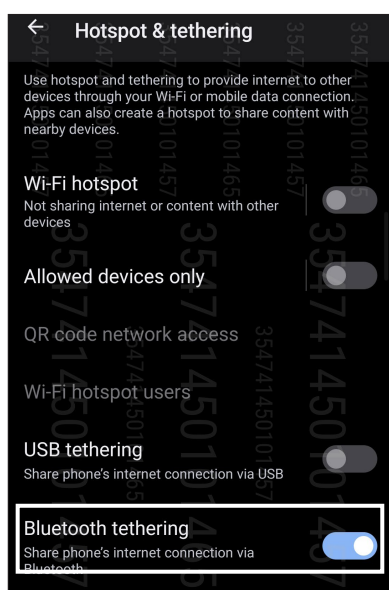 Hotspot & tethering
Use hotspot and tethering to provide internet to other
devices through your Wi-Fi or mobile data connection.
Apps can also create a hotspot to share content with
nearby devices.
Wi-Fi hotspot
Not sharing internet or content with other
devices
Allowed devices only
QR code network access
Wi-Fi hotspot users
USB tethering
Share phone's internet connection via USB
Bluetooth tethering
Share phone's internet connection via
Bluetooth